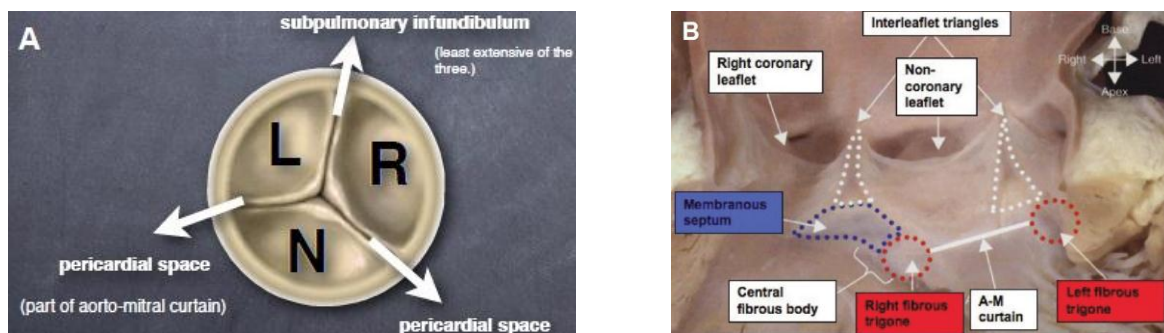 A
subpulmonary infundibulum
(least extensive of the
three.)
L
R
N
pericardial space
(part of aorto-mitral curtain)
pericardial space
B
Interleaflet triangles
Right coronary
leaflet
Non-
coronary
leaflet
Base
Right
Left
Apex
Membranous
septum
Central
fibrous body
Right fibrous
trigone
A-M
curtain
Left fibrous
trigone